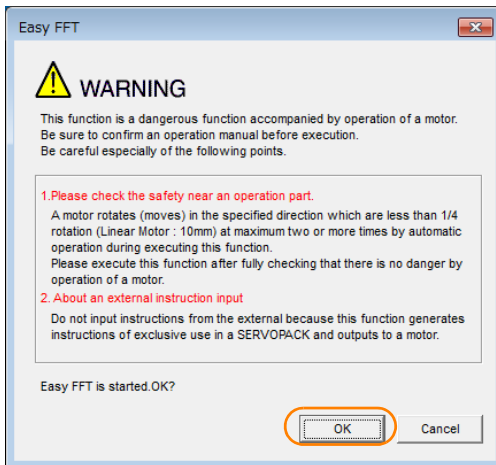 Easy FFT
WARNING
This function is a dangerous function accompanied by operation of a motor.
Be sure to confirm an operation manual before execution.
Be careful especially of the following points.
1.Please check the safety near an operation part.
A motor rotates (moves) in the specified direction which are less than 1/4
rotation (Linear Motor : 10mm) at maximum two or more times by automatic
operation during executing this function.
Please execute this function after fully checking that there is no danger by
operation of a motor.
2. About an external instruction input
Do not input instructions from the external because this function generates
instructions of exclusive use in a SERVOPACK and outputs to a motor.
Easy FFT is started.OK?
OK
Cancel